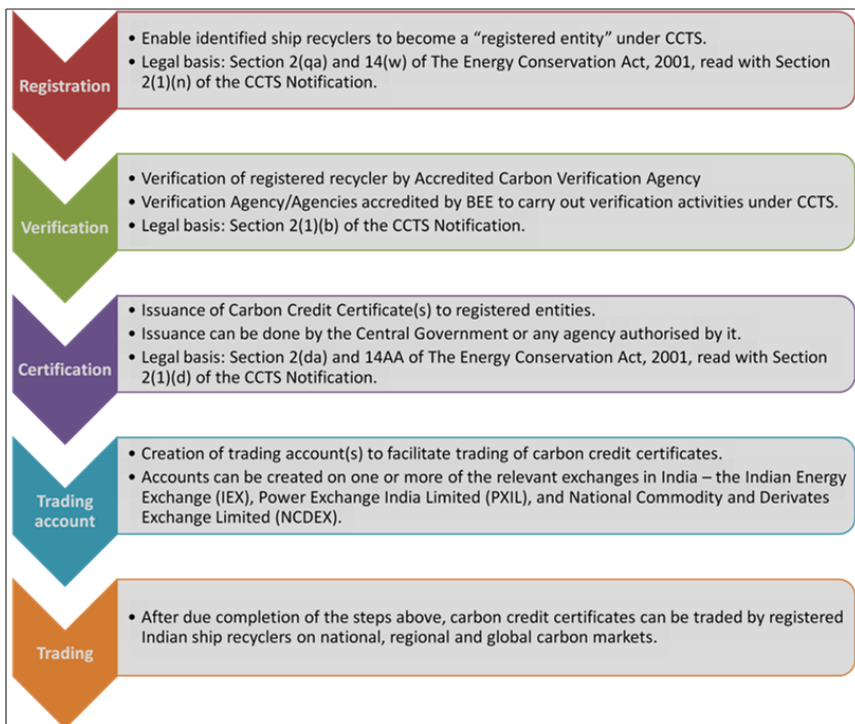 Registration
• Enable identified ship recyclers to become a “registered entity” under CCTS.
• Legal basis: Section 2(qa) and 14(w) of The Energy Conservation Act, 2001, read with Section
2(1)(n) of the CCTS Notification.
Verification
• Verification of registered recycler by Accredited Carbon Verification Agency
• Verification Agency/Agencies accredited by BEE to carry out verification activities under CCTS.
• Legal basis: Section 2(1)(b) of the CCTS Notification.
Certification
• Issuance of Carbon Credit Certificate(s) to registered entities.
• Issuance can be done by the Central Government or any agency authorised by it.
• Legal basis: Section 2(da) and 14AA of The Energy Conservation Act, 2001, read with Section
2(1)(d) of the CCTS Notification.
Trading
account
• Creation of trading account(s) to facilitate trading of carbon credit certificates.
• Accounts can be created on one or more of the relevant exchanges in India – the Indian Energy
Exchange (IEX), Power Exchange India Limited (PXIL), and National Commodity and Derivates
Exchange Limited (NCDEX).
Trading
• After due completion of the steps above, carbon credit certificates can be traded by registered
Indian ship recyclers on national, regional and global carbon markets.